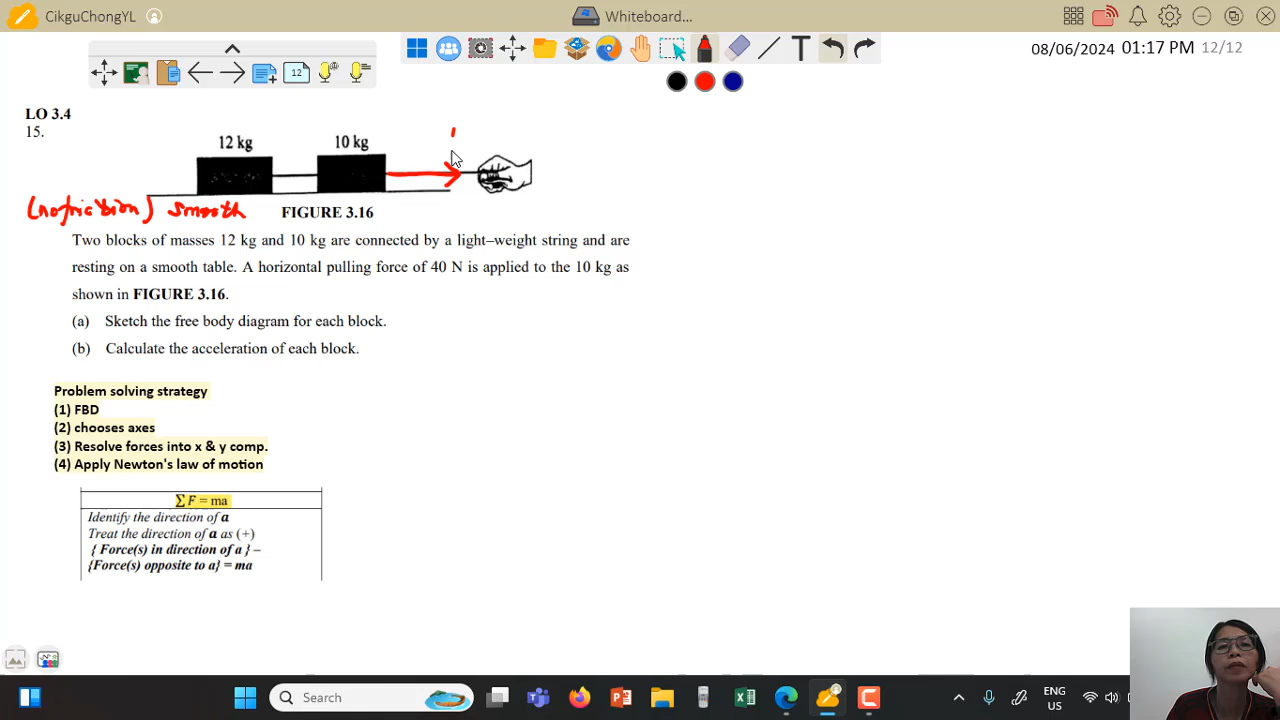 CikguChongYL
Whiteboard...
08/06/2024 01:17 PM 12/12
12
LO 3.4
15.
12 kg
10 kg
(no friction) smooth
FIGURE 3.16
Two blocks of masses 12 kg and 10 kg are connected by a light–weight string and are
resting on a smooth table. A horizontal pulling force of 40 N is applied to the 10 kg as
shown in FIGURE 3.16.
(a) Sketch the free body diagram for each block.
(b) Calculate the acceleration of each block.
Problem solving strategy
(1) FBD
(2) chooses axes
(3) Resolve forces into x & y comp.
(4) Apply Newton's law of motion
∑ F = ma
Identify the direction of a
Treat the direction of a as (+)
{ Force(s) in direction of a } –
{Force(s) opposite to a} = ma
Search
ENG
US